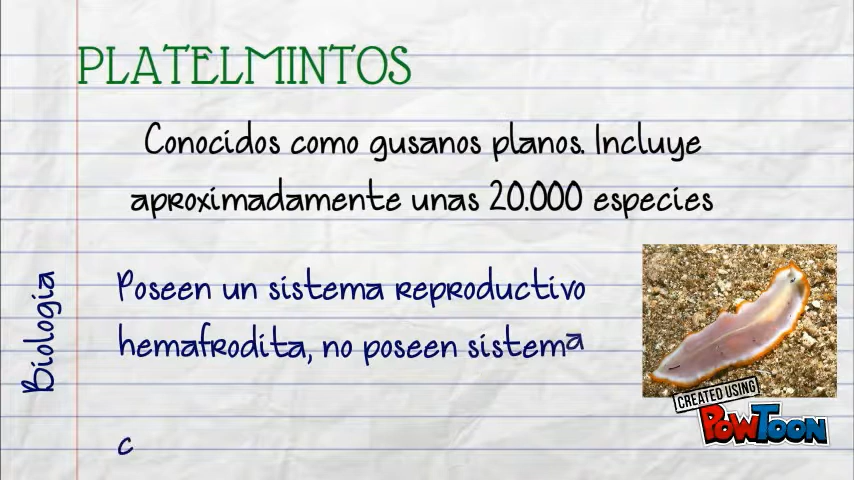 PLATELMINTOS
Conocidos como gusanos planos. Incluye
aproximadamente unas 20.000 especies
Biologia
Poseen un sistema reproductivo
hemafrodita, no poseen sistema
c
CREATED USING
POWTOON